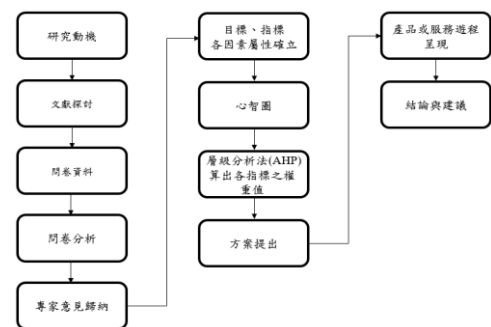 研究動機
文獻探討
問卷資料
問卷分析
專家意見歸納
目標、指標
各因素屬性確立
心智圖
層級分析法(AHP)
算出各指標之權
重值
方案提出
產品或服務遊程
呈現
結論與建議